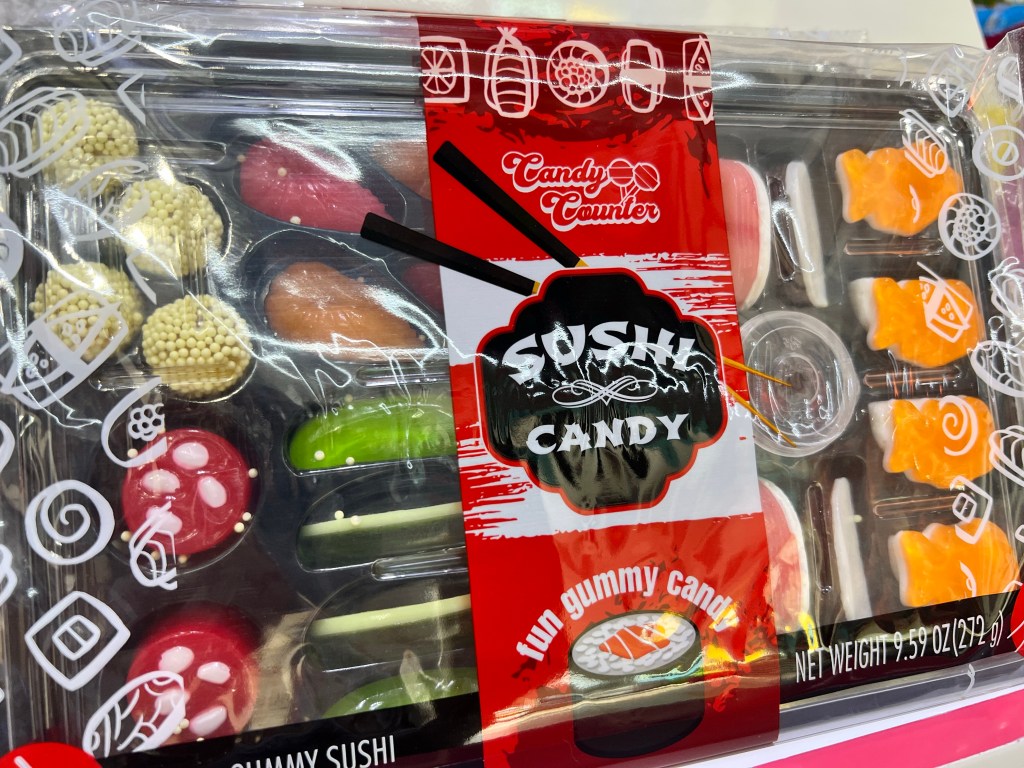 Candy
Counter
SUSHI
CANDY
fun gummy candy
NET WEIGHT 9.59 OZ (272 g)
GUMMY SUSHI